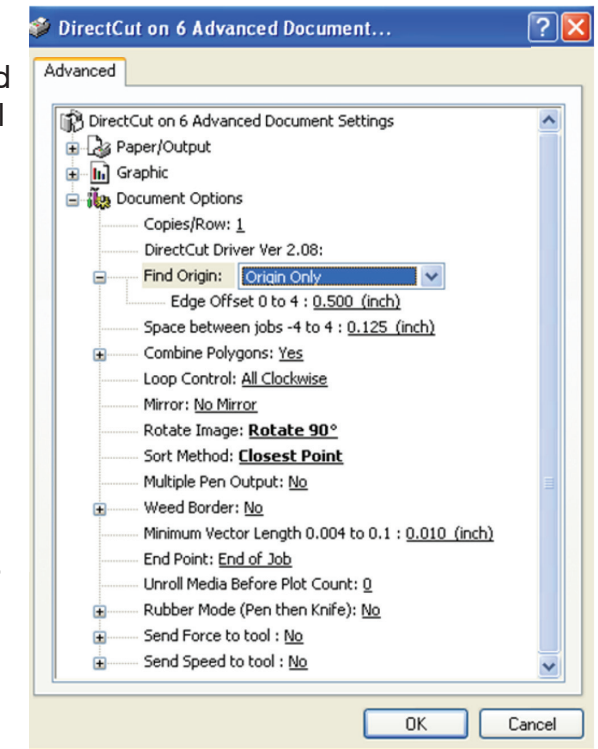 DirectCut on 6 Advanced Document...
Advanced
d
DirectCut on 6 Advanced Document Settings
Paper/Output
Graphic
Document Options
Copies/Row: 1
DirectCut Driver Ver 2.08:
Find Origin: Origin Only
Edge Offset 0 to 4 : 0.500 (inch)
Space between jobs -4 to 4 : 0.125 (inch)
Combine Polygons: Yes
Loop Control: All Clockwise
Mirror: No Mirror
Rotate Image: Rotate 90°
Sort Method: Closest Point
Multiple Pen Output: No
Weed Border: No
Minimum Vector Length 0.004 to 0.1 : 0.010 (inch)
End Point: End of Job
Unroll Media Before Plot Count: 0
Rubber Mode (Pen then Knife): No
Send Force to tool : No
Send Speed to tool : No
OK Cancel